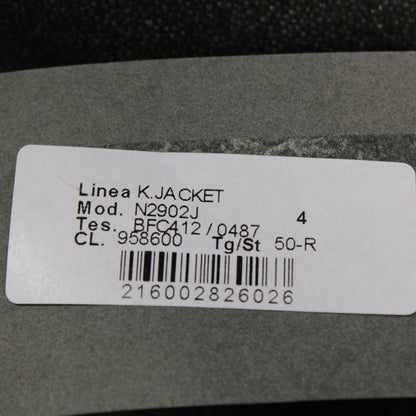 Linea K.JACKET
Mod. N2902J 4
Tes. BFC412 / 0487
CL. 958600 Tg/St 50-R
216002826026